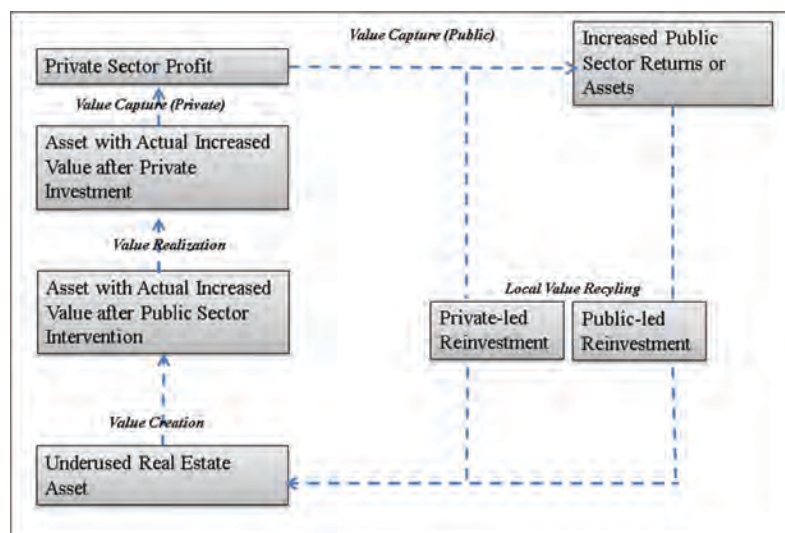 Value Capture (Public)
Increased Public
Sector Returns or
Assets
Private Sector Profit
Value Capture (Private)
Asset with Actual Increased
Value after Private
Investment
Value Realization
Asset with Actual Increased
Value after Public Sector
Intervention
Local Value Recyling
Private-led
Reinvestment
Public-led
Reinvestment
Value Creation
Underused Real Estate
Asset